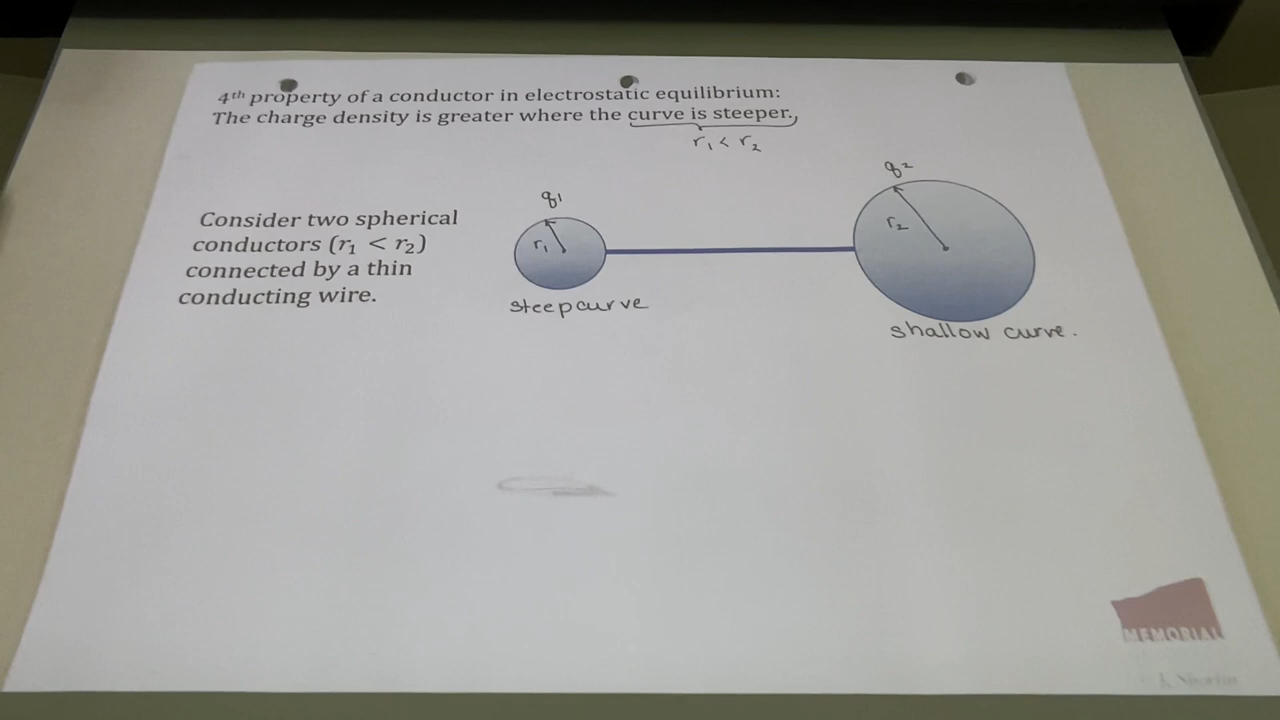 4th property of a conductor in electrostatic equilibrium:
The charge density is greater where the curve is steeper.
r₁ < r₂
Consider two spherical
conductors (r₁ < r₂)
connected by a thin
conducting wire.
q₁
r₁
steep curve
q₂
r₂
shallow curve.
MEMORIAL